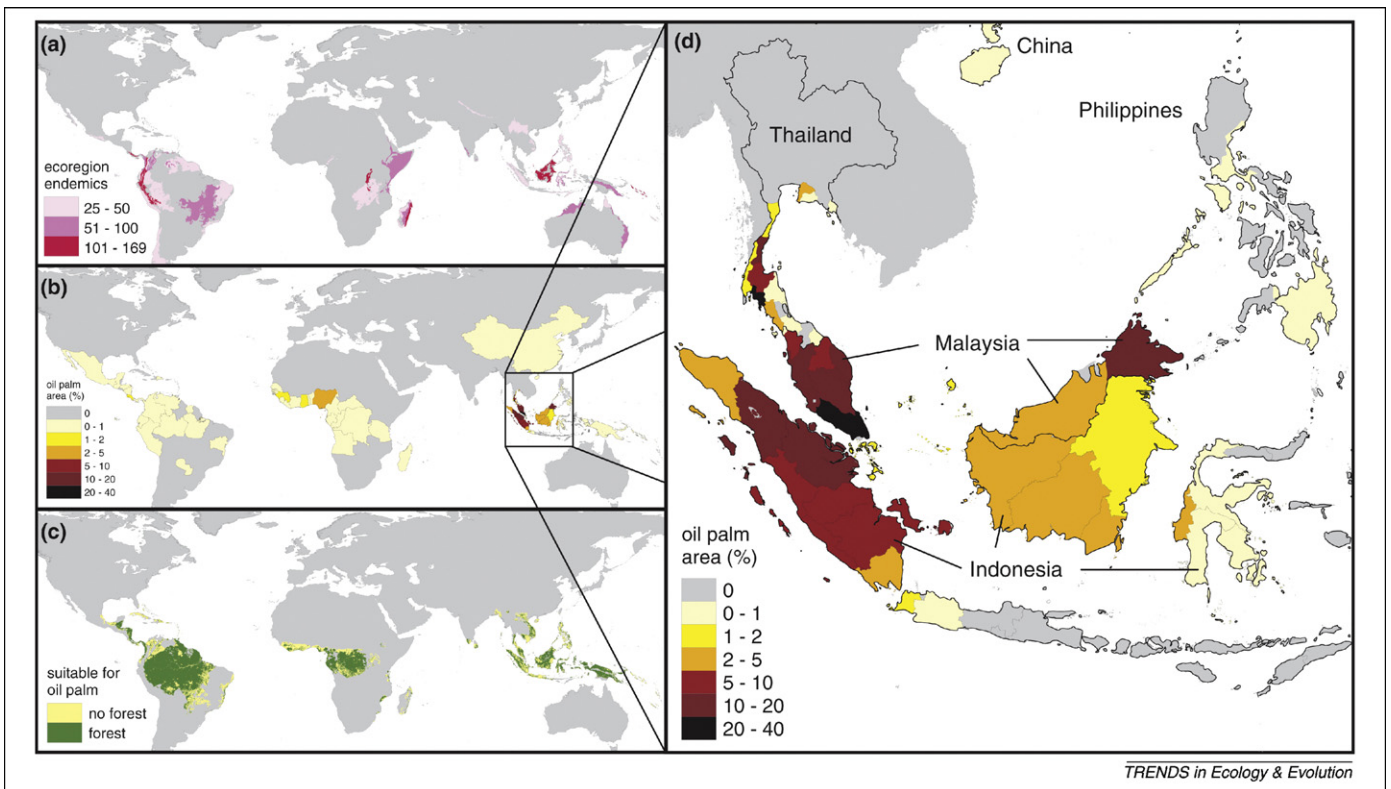 (a)
ecoregion
endemics
25 - 50
51 - 100
101 - 169
(b)
oil palm
area (%)
0
0 - 1
1 - 2
2 - 5
5 - 10
10 - 20
20 - 40
(c)
suitable for
oil palm
no forest
forest
(d)
China
Philippines
Thailand
Malaysia
Indonesia
oil palm
area (%)
0
0 - 1
1 - 2
2 - 5
5 - 10
10 - 20
20 - 40
TRENDS in Ecology & Evolution